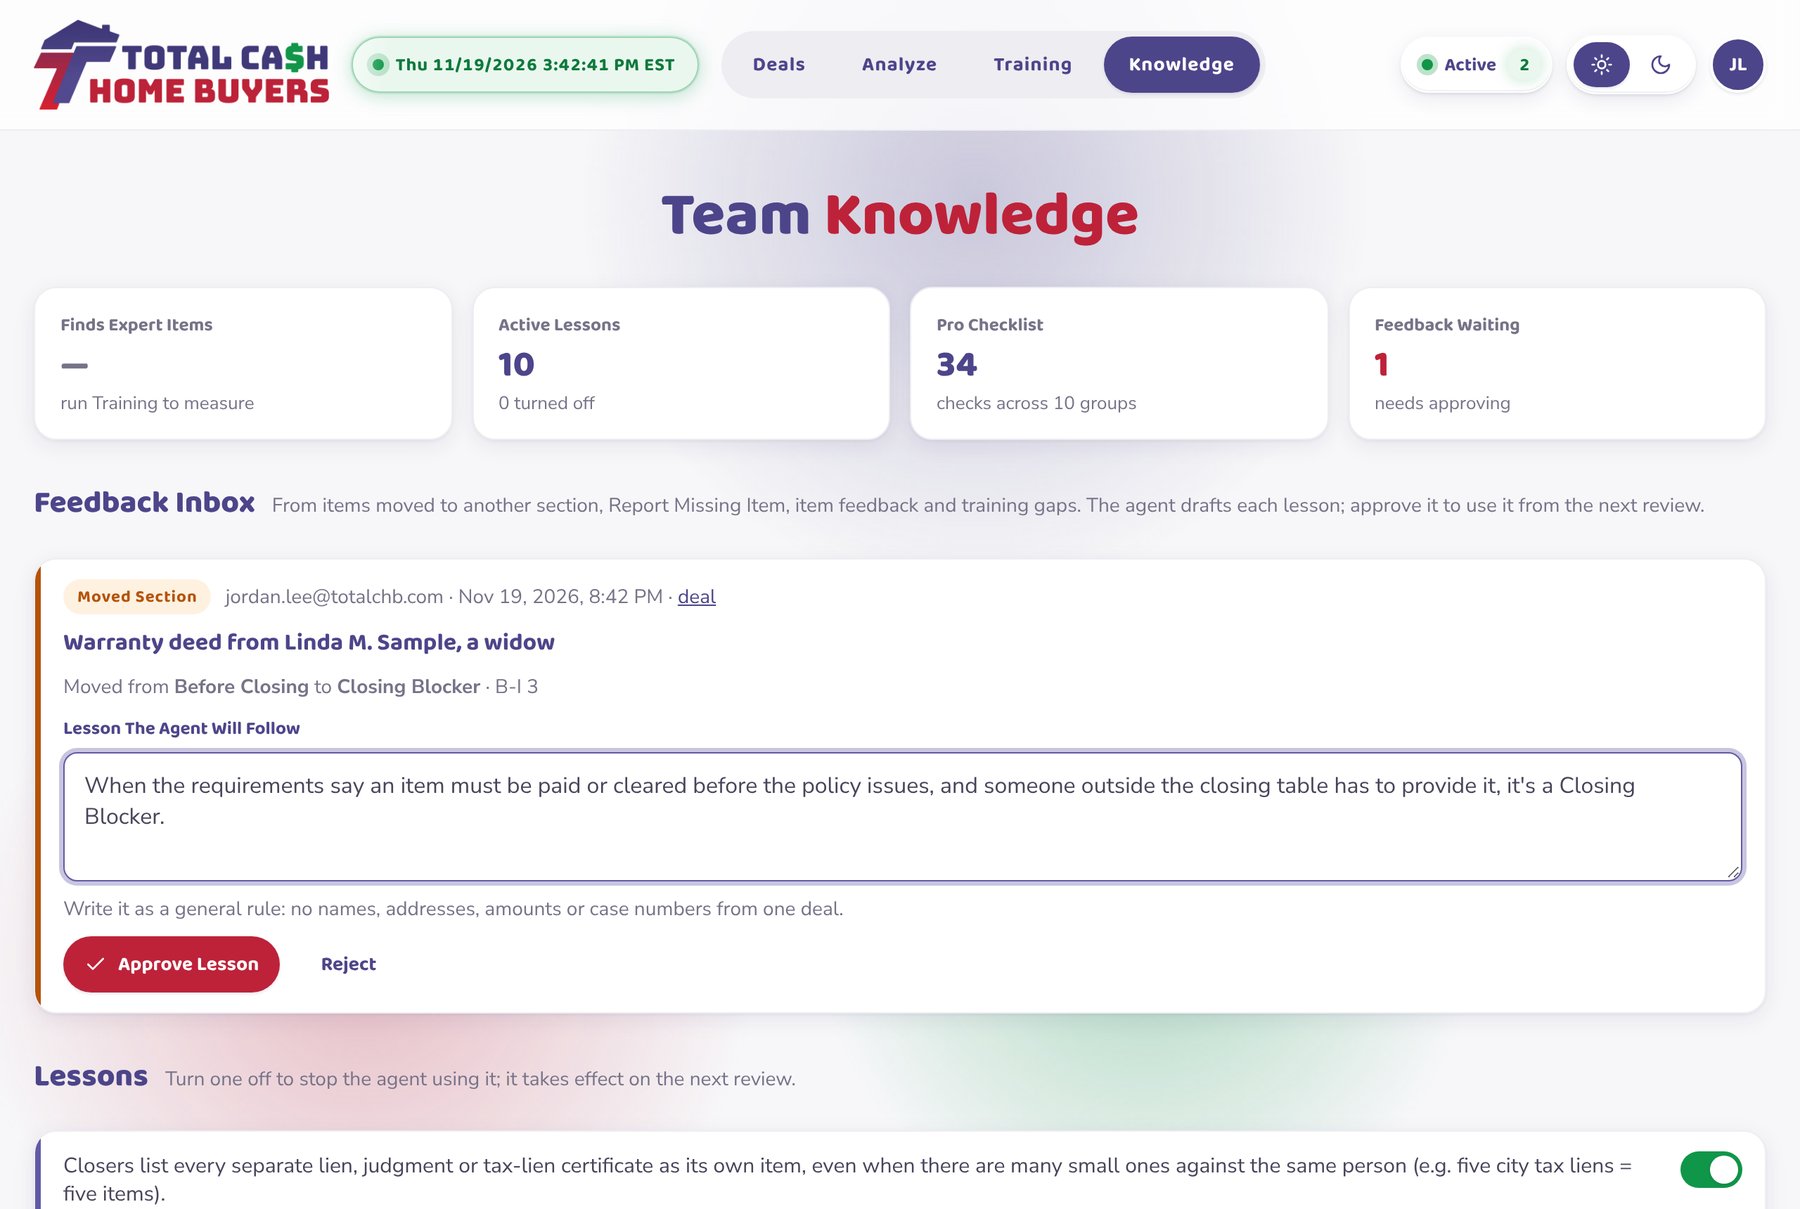 TOTAL CA$H
HOME BUYERS
Thu 11/19/2026 3:42:41 PM EST
Deals
Analyze
Training
Knowledge
Active 2
JL
Team Knowledge
Finds Expert Items
—
run Training to measure
Active Lessons
10
0 turned off
Pro Checklist
34
checks across 10 groups
Feedback Waiting
1
needs approving
Feedback Inbox From items moved to another section, Report Missing Item, item feedback and training gaps. The agent drafts each lesson; approve it to use it from the next review.
Moved Section jordan.lee@totalchb.com · Nov 19, 2026, 8:42 PM · deal
Warranty deed from Linda M. Sample, a widow
Moved from Before Closing to Closing Blocker · B-I 3
Lesson The Agent Will Follow
When the requirements say an item must be paid or cleared before the policy issues, and someone outside the closing table has to provide it, it's a Closing
Blocker.
Write it as a general rule: no names, addresses, amounts or case numbers from one deal.
Approve Lesson
Reject
Lessons Turn one off to stop the agent using it; it takes effect on the next review.
Closers list every separate lien, judgment or tax-lien certificate as its own item, even when there are many small ones against the same person (e.g. five city tax liens =
five items).